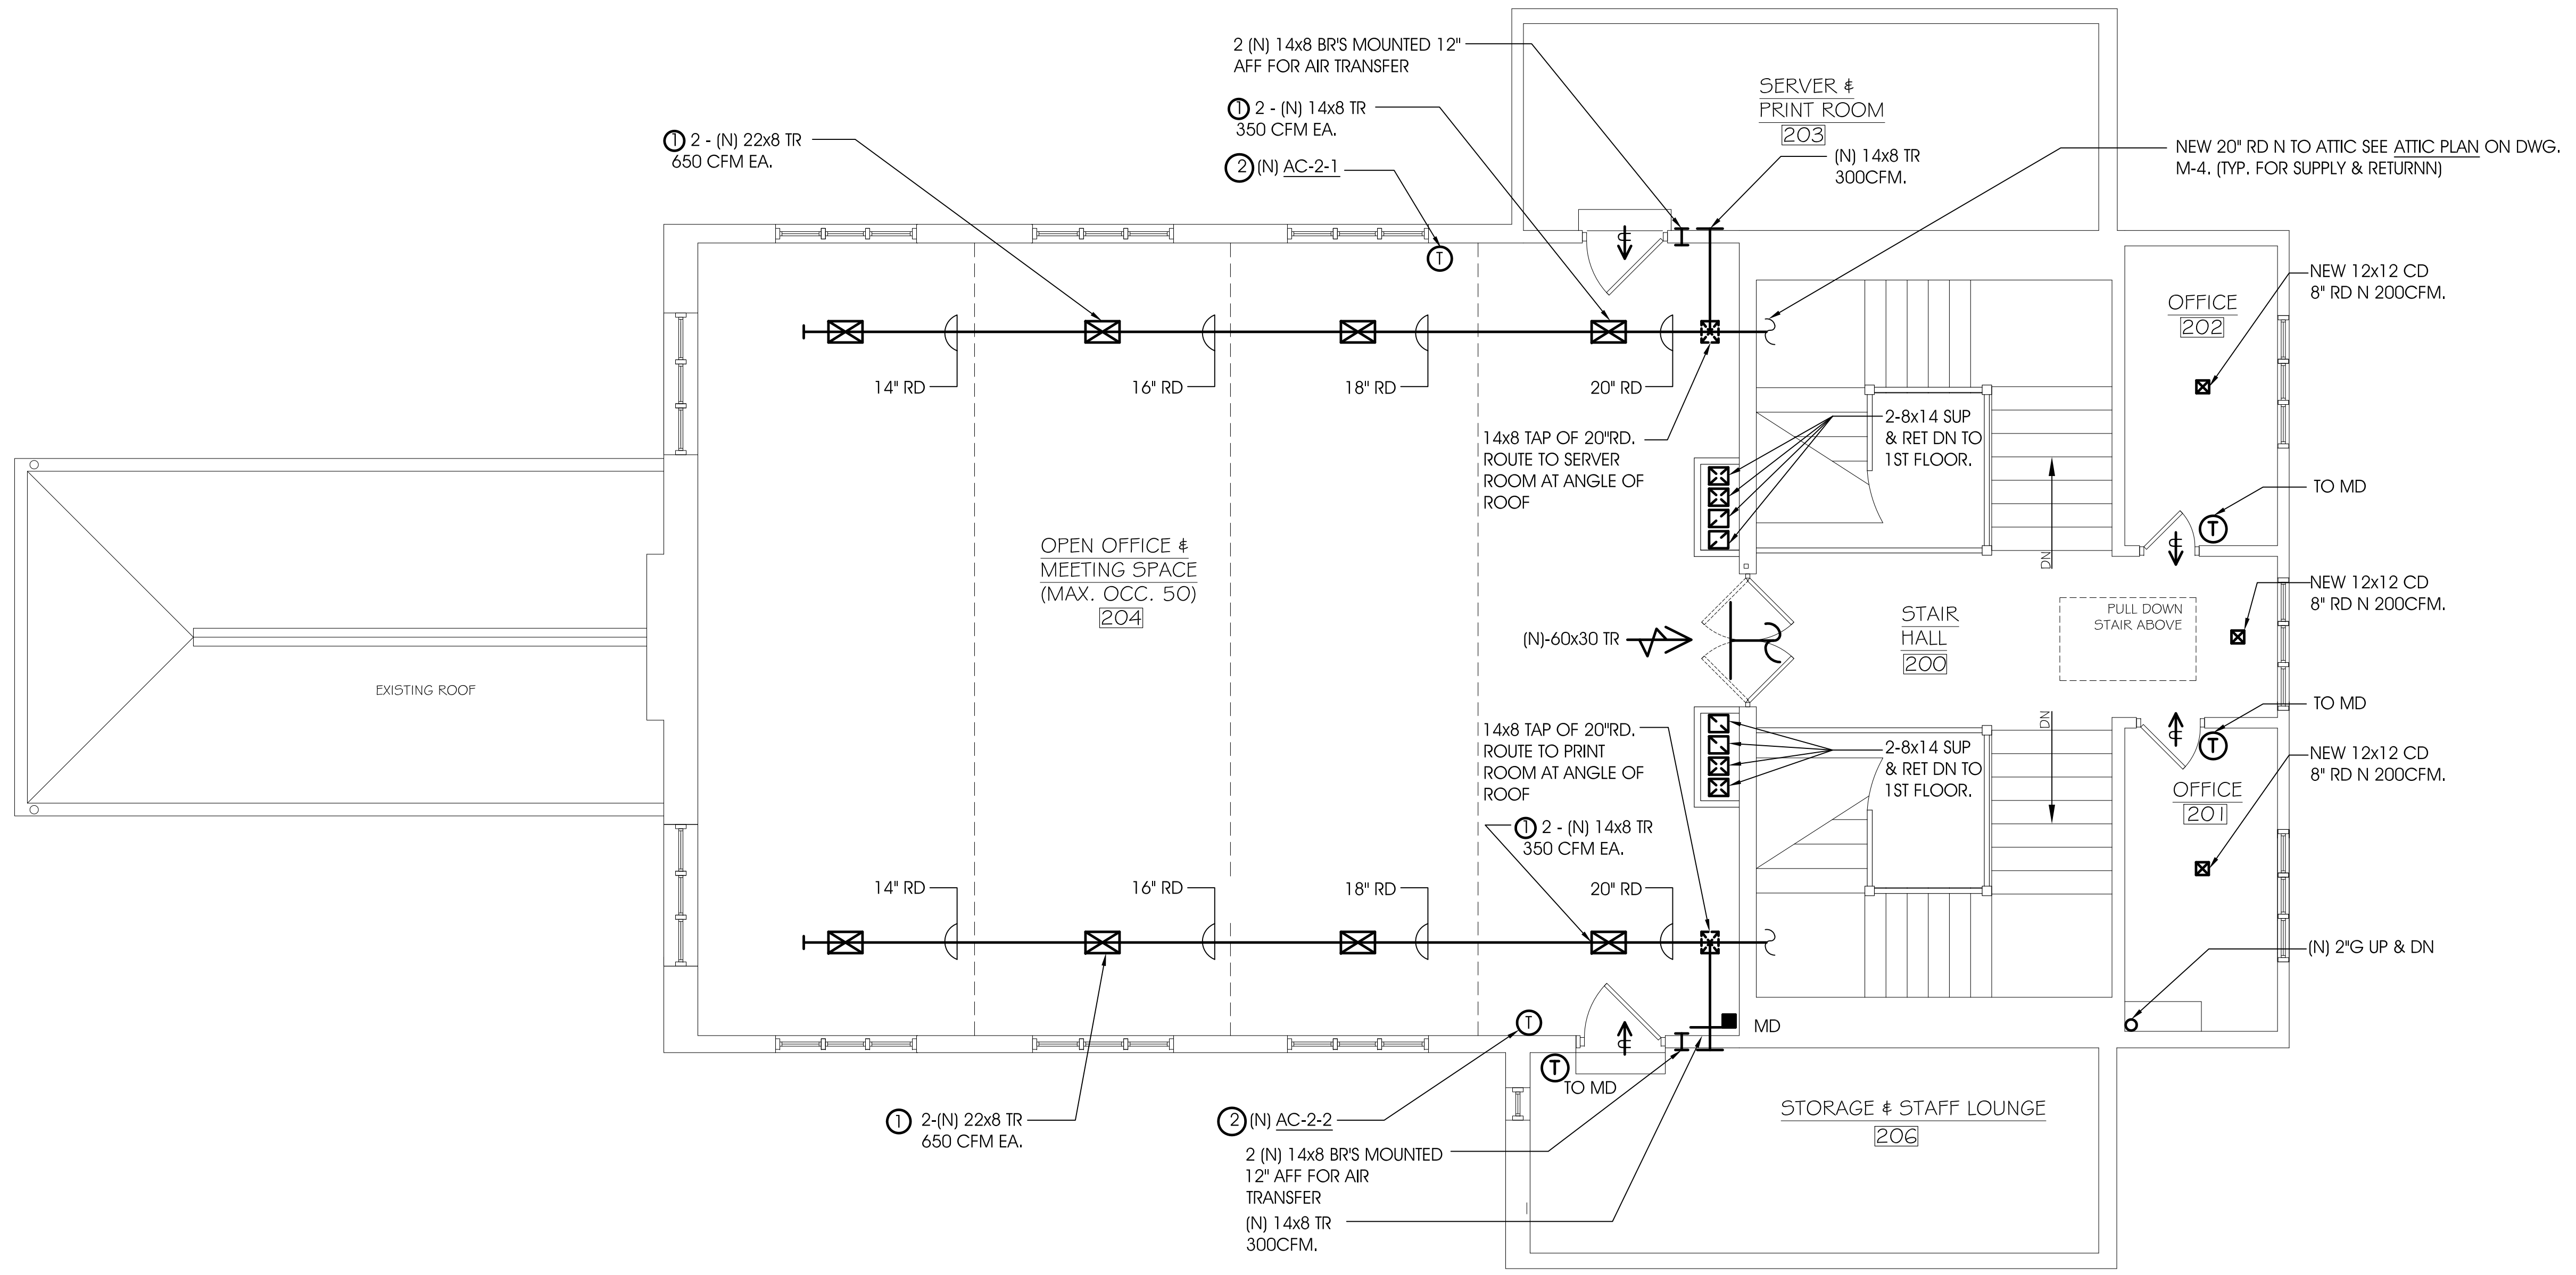 2 (N) 14x8 BR'S MOUNTED 12"
AFF FOR AIR TRANSFER
1 2 - (N) 14x8 TR
350 CFM EA.
2 (N) AC-2-1
1 2 - (N) 22x8 TR
650 CFM EA.
SERVER &
PRINT ROOM
203
(N) 14x8 TR
300CFM.
NEW 20" RD N TO ATTIC SEE ATTIC PLAN ON DWG.
M-4. (TYP. FOR SUPPLY & RETURNN)
T
OFFICE
202
NEW 12x12 CD
8" RD N 200CFM.
14" RD
16" RD
18" RD
20" RD
14x8 TAP OF 20"RD.
ROUTE TO SERVER
ROOM AT ANGLE OF
ROOF
2-8x14 SUP
& RET DN TO
1ST FLOOR.
TO MD
T
DN
OPEN OFFICE &
MEETING SPACE
(MAX. OCC. 50)
204
NEW 12x12 CD
8" RD N 200CFM.
STAIR
HALL
200
PULL DOWN
STAIR ABOVE
(N)-60x30 TR
EXISTING ROOF
TO MD
T
DN
14x8 TAP OF 20"RD.
ROUTE TO PRINT
ROOM AT ANGLE OF
ROOF
2-8x14 SUP
& RET DN TO
1ST FLOOR.
NEW 12x12 CD
8" RD N 200CFM.
OFFICE
201
1 2 - (N) 14x8 TR
350 CFM EA.
14" RD
16" RD
18" RD
20" RD
(N) 2"G UP & DN
T
MD
T
TO MD
1 2-(N) 22x8 TR
650 CFM EA.
2 (N) AC-2-2
2 (N) 14x8 BR'S MOUNTED
12" AFF FOR AIR
TRANSFER
(N) 14x8 TR
300CFM.
STORAGE & STAFF LOUNGE
206